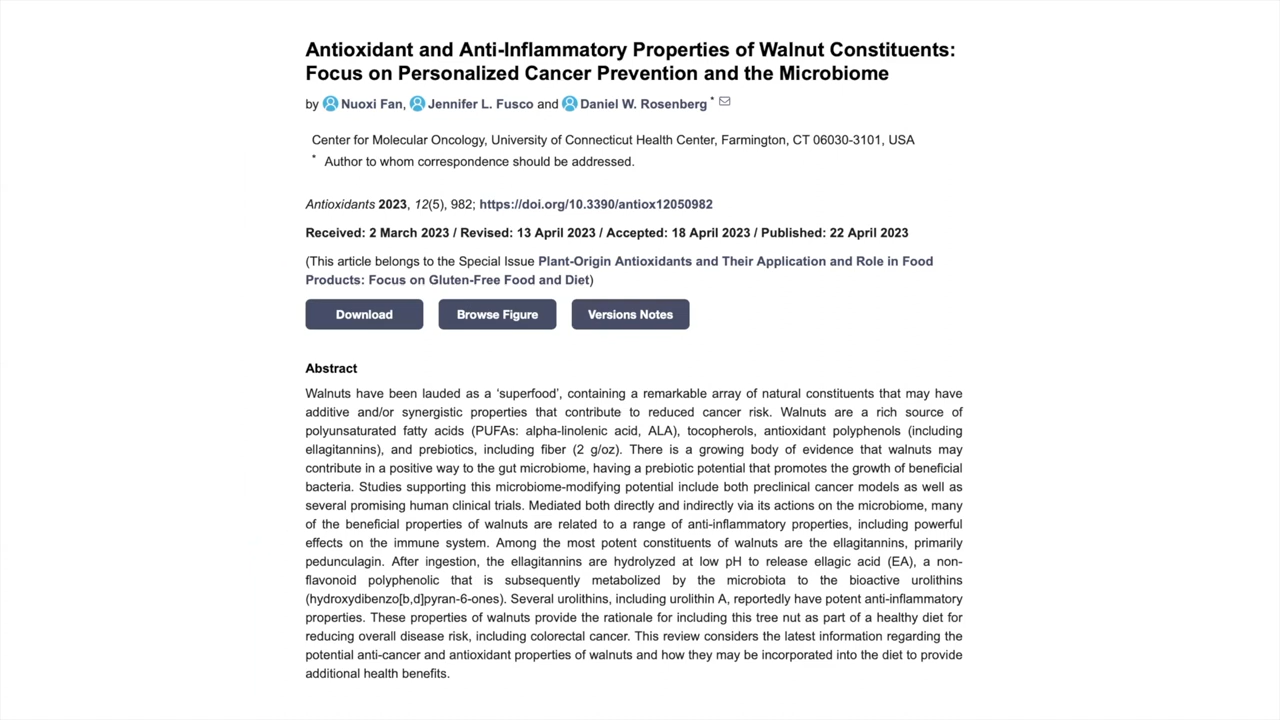 Antioxidant and Anti-Inflammatory Properties of Walnut Constituents:
Focus on Personalized Cancer Prevention and the Microbiome
by Nuoxi Fan, Jennifer L. Fusco and Daniel W. Rosenberg *
Center for Molecular Oncology, University of Connecticut Health Center, Farmington, CT 06030-3101, USA
* Author to whom correspondence should be addressed.
Antioxidants 2023, 12(5), 982; https://doi.org/10.3390/antiox12050982
Received: 2 March 2023 / Revised: 13 April 2023 / Accepted: 18 April 2023 / Published: 22 April 2023
(This article belongs to the Special Issue Plant-Origin Antioxidants and Their Application and Role in Food
Products: Focus on Gluten-Free Food and Diet)
Download Browse Figure Versions Notes
Abstract
Walnuts have been lauded as a ‘superfood’, containing a remarkable array of natural constituents that may have
additive and/or synergistic properties that contribute to reduced cancer risk. Walnuts are a rich source of
polyunsaturated fatty acids (PUFAs: alpha-linolenic acid, ALA), tocopherols, antioxidant polyphenols (including
ellagitannins), and prebiotics, including fiber (2 g/oz). There is a growing body of evidence that walnuts may
contribute in a positive way to the gut microbiome, having a prebiotic potential that promotes the growth of beneficial
bacteria. Studies supporting this microbiome-modifying potential include both preclinical cancer models as well as
several promising human clinical trials. Mediated both directly and indirectly via its actions on the microbiome, many
of the beneficial properties of walnuts are related to a range of anti-inflammatory properties, including powerful
effects on the immune system. Among the most potent constituents of walnuts are the ellagitannins, primarily
pedunculagin. After ingestion, the ellagitannins are hydrolyzed at low pH to release ellagic acid (EA), a non-
flavonoid polyphenolic that is subsequently metabolized by the microbiota to the bioactive urolithins
(hydroxydibenzo[b,d]pyran-6-ones). Several urolithins, including urolithin A, reportedly have potent anti-inflammatory
properties. These properties of walnuts provide the rationale for including this tree nut as part of a healthy diet for
reducing overall disease risk, including colorectal cancer. This review considers the latest information regarding the
potential anti-cancer and antioxidant properties of walnuts and how they may be incorporated into the diet to provide
additional health benefits.